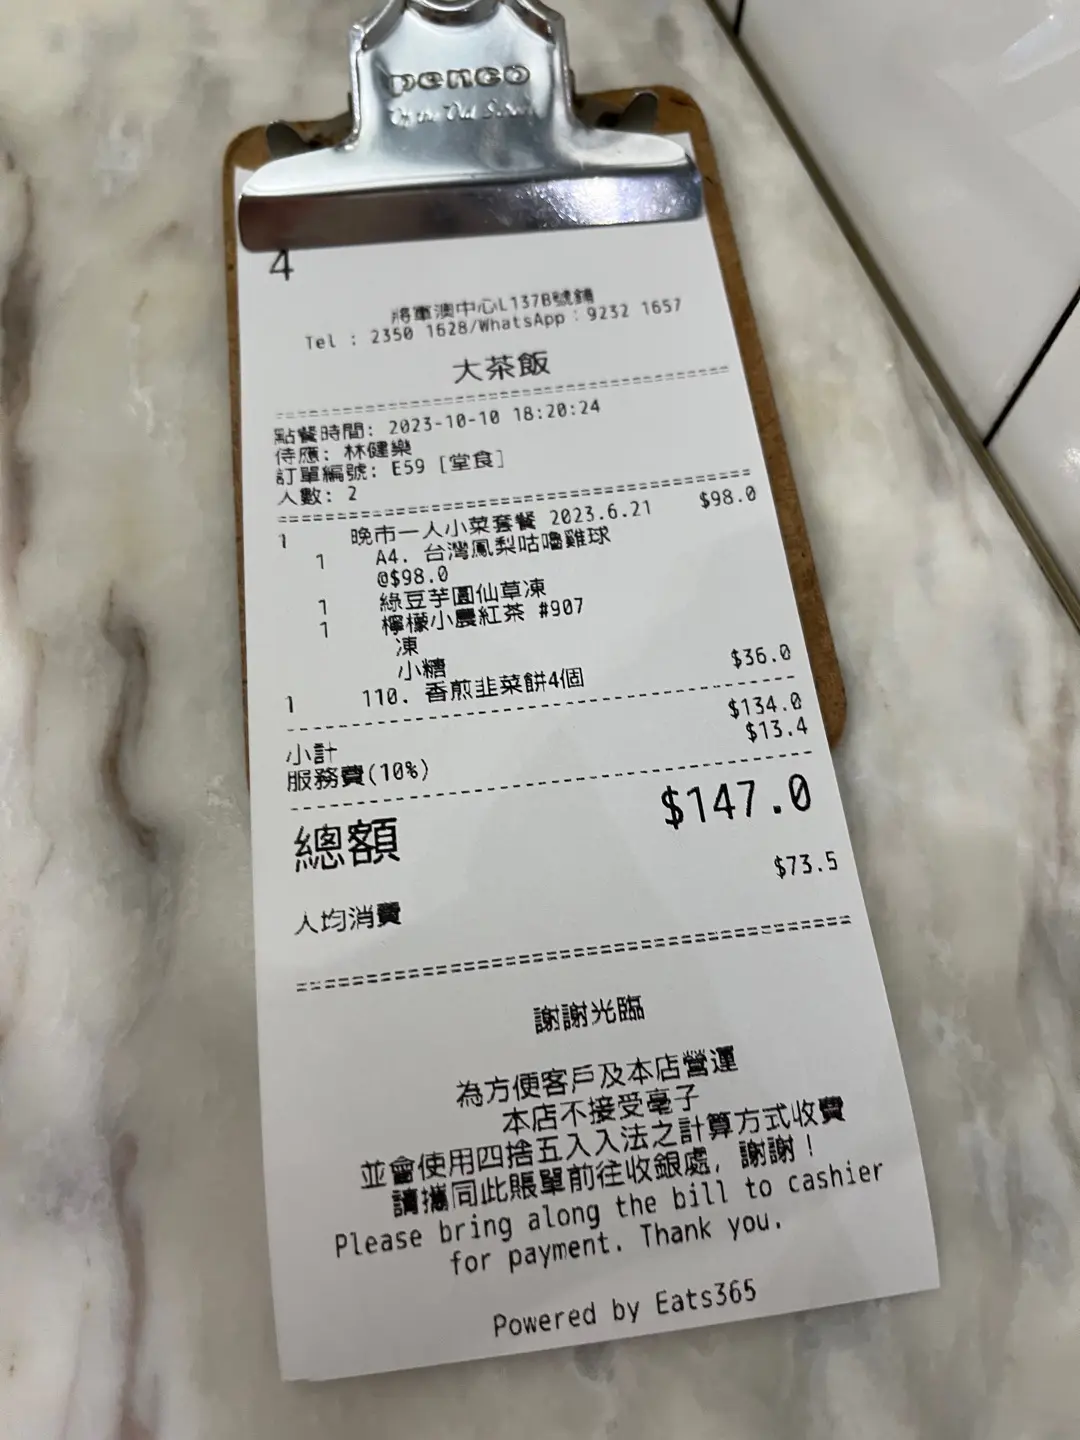 penco
4
將軍澳中心L137B號鋪
Tel : 2350 1628/WhatsApp：9232 1657
大茶飯
點餐時間: 2023-10-10 18:20:24
侍應: 林健樂
訂單編號: E59 [堂食]
人數: 2
1 晚市一人小菜套餐 2023.6.21 $98.0
1 A4. 台灣鳳梨咕嚕雞球
@$98.0
1 綠豆芋圓仙草凍
1 檸檬小農紅茶 #907
凍
小糖
1 110. 香煎韭菜餅4個 $36.0
小計 $134.0
服務費(10%) $13.4
總額 $147.0
人均消費 $73.5
謝謝光臨
為方便客戶及本店營運
本店不接受毫子
並會使用四捨五入入法之計算方式收費
請攜同此賬單前往收銀處, 謝謝！
Please bring along the bill to cashier
for payment. Thank you.
Powered by Eats365